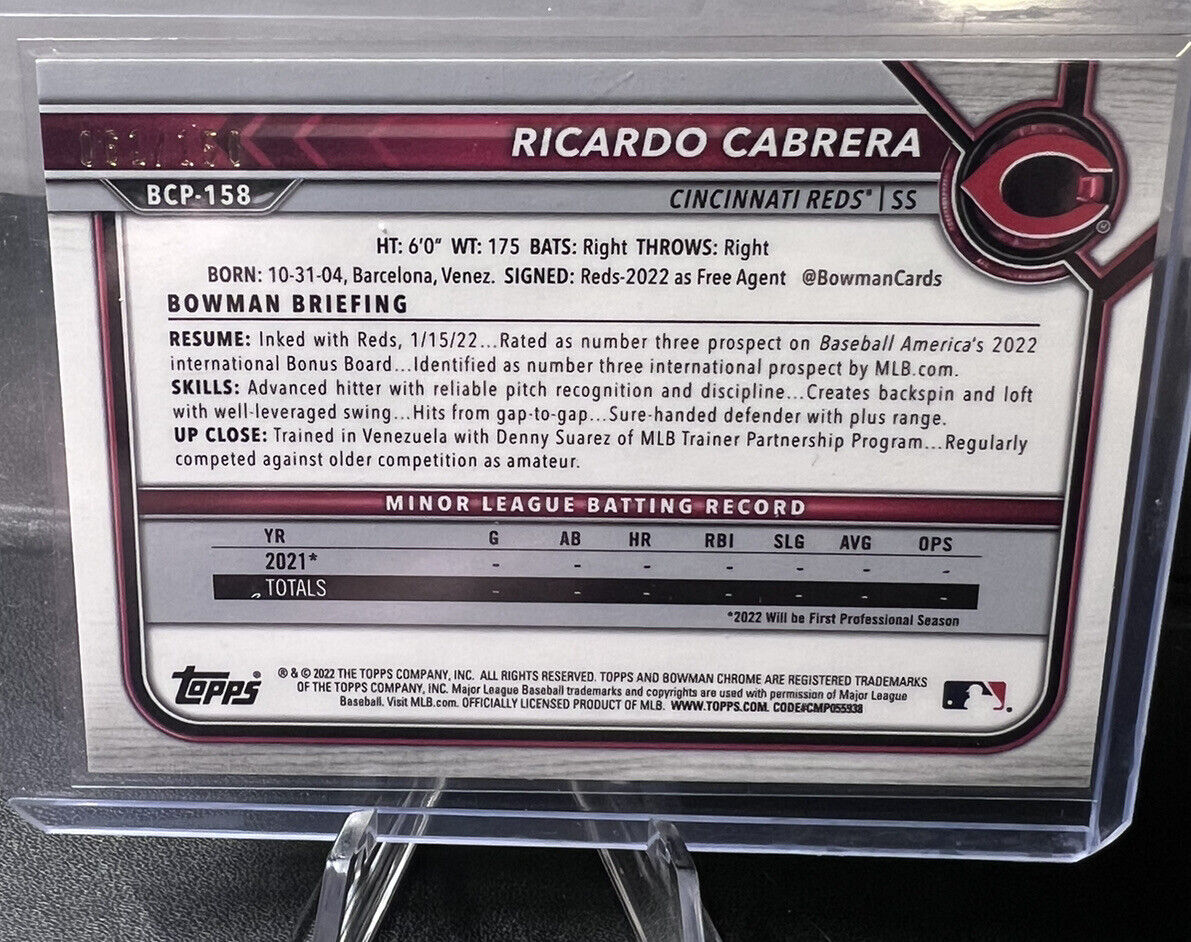 RICARDO CABRERA
BCP-158
CINCINNATI REDS® | SS
HT: 6'0" WT: 175 BATS: Right THROWS: Right
BORN: 10-31-04, Barcelona, Venez. SIGNED: Reds-2022 as Free Agent @BowmanCards
BOWMAN BRIEFING
RESUME: Inked with Reds, 1/15/22...Rated as number three prospect on Baseball America's 2022
international Bonus Board...Identified as number three international prospect by MLB.com.
SKILLS: Advanced hitter with reliable pitch recognition and discipline...Creates backspin and loft
with well-leveraged swing...Hits from gap-to-gap...Sure-handed defender with plus range.
UP CLOSE: Trained in Venezuela with Denny Suarez of MLB Trainer Partnership Program...Regularly
competed against older competition as amateur.
MINOR LEAGUE BATTING RECORD
YR G AB HR RBI SLG AVG OPS
2021* - - - - - - -
TOTALS - - - - - - -
*2022 Will be First Professional Season
topps®
® & © 2022 THE TOPPS COMPANY, INC. ALL RIGHTS RESERVED. TOPPS AND BOWMAN CHROME ARE REGISTERED TRADEMARKS
OF THE TOPPS COMPANY, INC. Major League Baseball trademarks and copyrights are used with permission of Major League
Baseball. Visit MLB.com. OFFICIALLY LICENSED PRODUCT OF MLB. WWW.TOPPS.COM. CODE#CMP055938